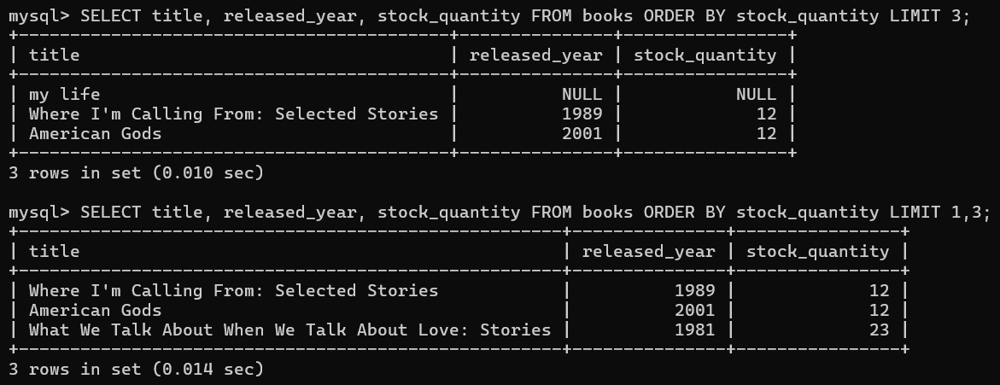 mysql> SELECT title, released_year, stock_quantity FROM books ORDER BY stock_quantity LIMIT 3;
+------------------------------------------+---------------+----------------+
| title                                    | released_year | stock_quantity |
+------------------------------------------+---------------+----------------+
| my life                                  |          NULL |           NULL |
| Where I'm Calling From: Selected Stories |          1989 |             12 |
| American Gods                            |          2001 |             12 |
+------------------------------------------+---------------+----------------+
3 rows in set (0.010 sec)

mysql> SELECT title, released_year, stock_quantity FROM books ORDER BY stock_quantity LIMIT 1,3;
+-----------------------------------------------------+---------------+----------------+
| title                                               | released_year | stock_quantity |
+-----------------------------------------------------+---------------+----------------+
| Where I'm Calling From: Selected Stories            |          1989 |             12 |
| American Gods                                       |          2001 |             12 |
| What We Talk About When We Talk About Love: Stories |          1981 |             23 |
+-----------------------------------------------------+---------------+----------------+
3 rows in set (0.014 sec)